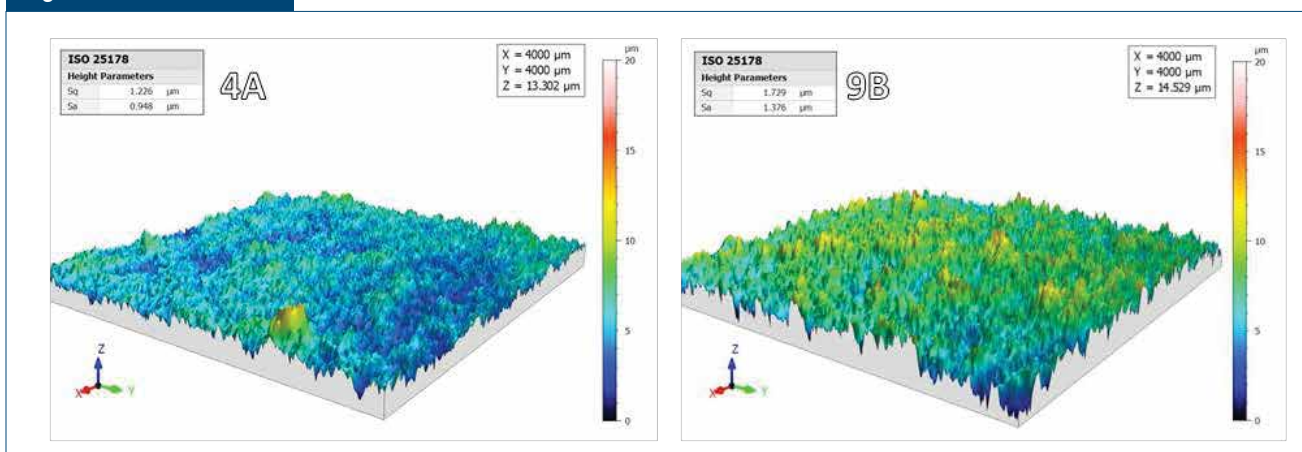 ISO 25178
Height Parameters
Sq 1.226 µm
Sa 0.948 µm
4A
X = 4000 µm
Y = 4000 µm
Z = 13.302 µm
µm
20
15
10
5
0
Z
X
Y
ISO 25178
Height Parameters
Sq 1.729 µm
Sa 1.376 µm
9B
X = 4000 µm
Y = 4000 µm
Z = 14.529 µm
µm
20
15
10
5
0
Z
X
Y